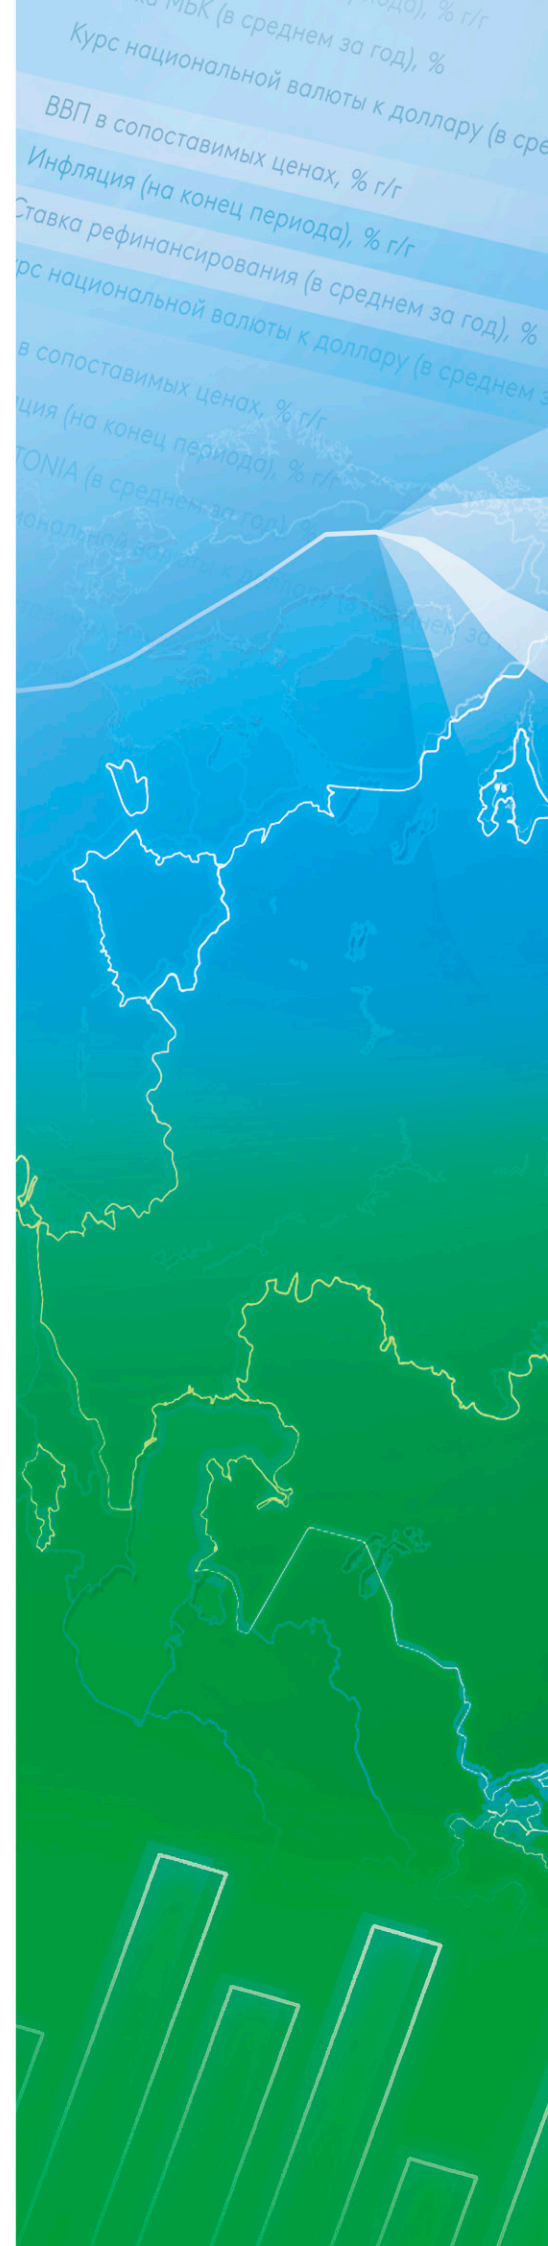 МБК (в среднем за год), %
Курс национальной валюты к доллару (в сре
ВВП в сопоставимых ценах, % г/г
Инфляция (на конец периода), % г/г
Ставка рефинансирования (в среднем за год), %
рс национальной валюты к доллару (в среднем з
в сопоставимых ценах, % г/г
ция (на конец периода), % г/г
TONIA (в среднем за год), %